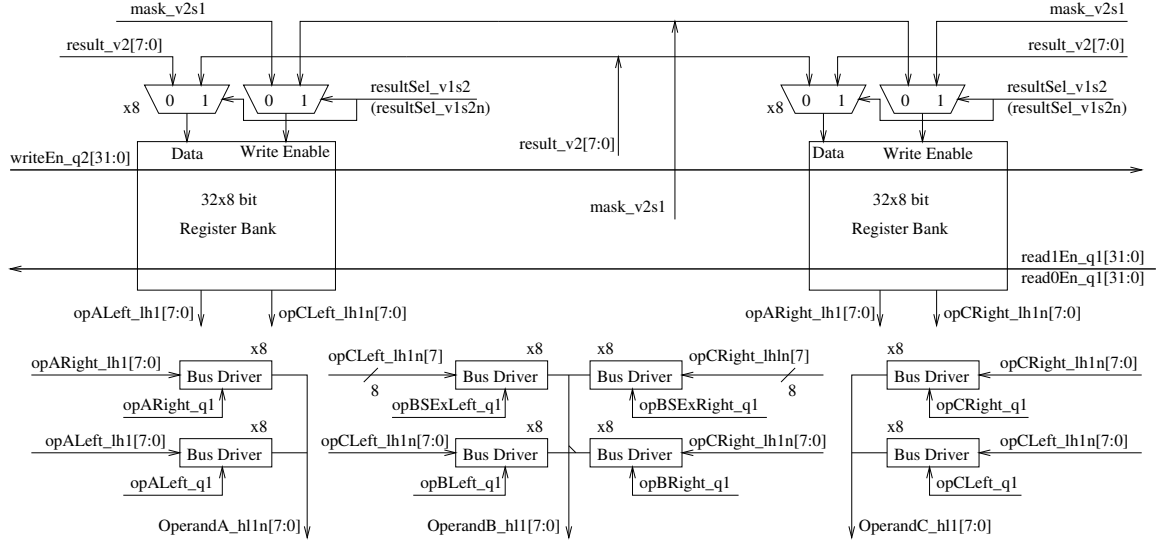 mask_v2s1
mask_v2s1
result_v2[7:0]
result_v2[7:0]
resultSel_v1s2
(resultSel_v1s2n)
resultSel_v1s2
(resultSel_v1s2n)
0 1
0 1
0 1
0 1
x8
x8
Data
Write Enable
Data
Write Enable
writeEn_q2[31:0]
result_v2[7:0]
32x8 bit
Register Bank
mask_v2s1
32x8 bit
Register Bank
read1En_q1[31:0]
read0En_q1[31:0]
opALeft_lh1[7:0]
opCLeft_lh1n[7:0]
opARight_lh1[7:0]
opCRight_lh1n[7:0]
x8
x8
x8
x8
opARight_lh1[7:0]
Bus Driver
opCLeft_lh1n[7]
8
Bus Driver
Bus Driver
opCRight_lhln[7]
8
Bus Driver
opCRight_lh1n[7:0]
opARight_q1
opBSExLeft_q1
opBSExRight_q1
opCRight_q1
x8
x8
x8
x8
opALeft_lh1[7:0]
Bus Driver
opCLeft_lh1n[7:0]
Bus Driver
Bus Driver
opCRight_lh1n[7:0]
Bus Driver
opCLeft_lh1n[7:0]
opALeft_q1
opBLeft_q1
opBRight_q1
opCLeft_q1
OperandA_hl1n[7:0]
OperandB_hl1[7:0]
OperandC_hl1[7:0]